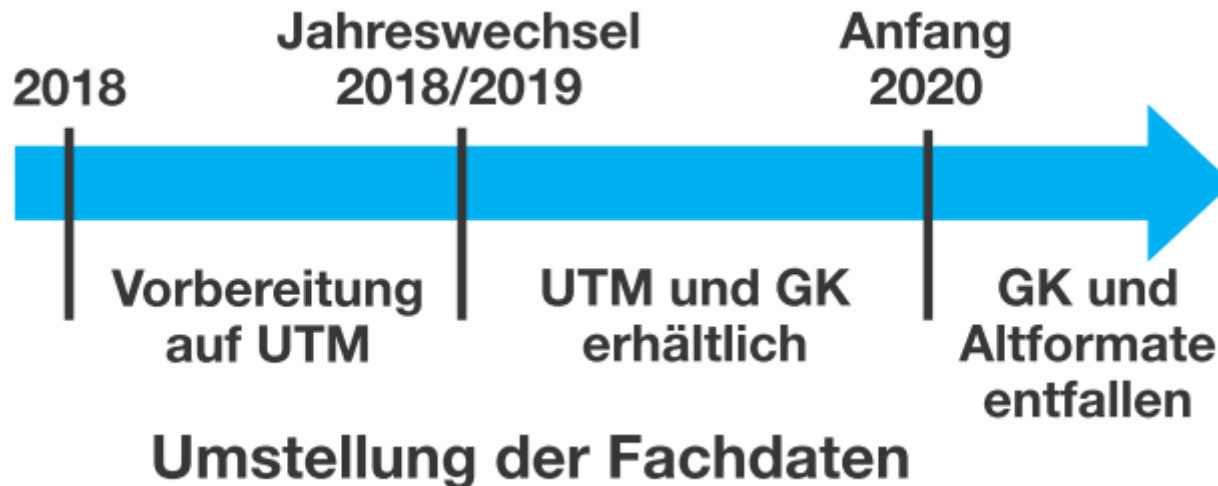 2018
Jahreswechsel
2018/2019
Anfang
2020
Vorbereitung
auf UTM
UTM und GK
erhältlich
GK und
Altformate
entfallen
Umstellung der Fachdaten